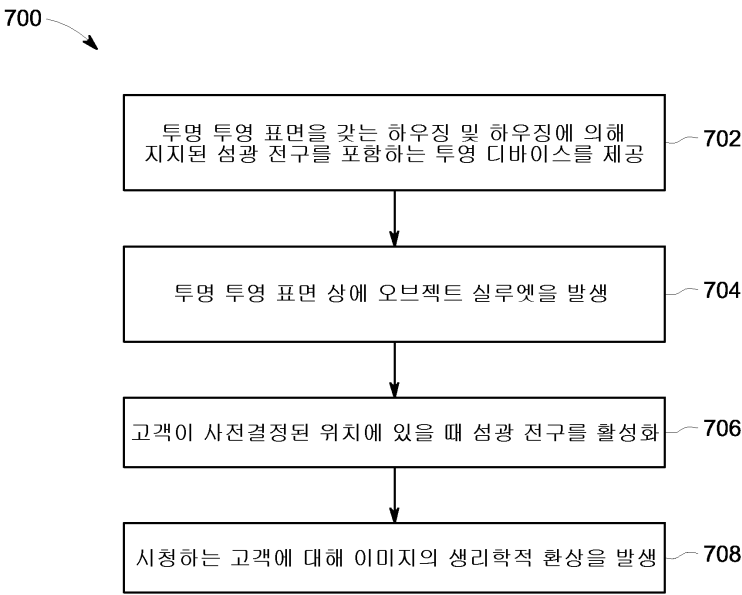 700
투명 투영 표면을 갖는 하우징 및 하우징에 의해
지지된 섬광 전구를 포함하는 투영 디바이스를 제공
702
투명 투영 표면 상에 오브젝트 실루엣을 발생
704
고객이 사전결정된 위치에 있을 때 섬광 전구를 활성화
706
시청하는 고객에 대해 이미지의 생리학적 환상을 발생
708